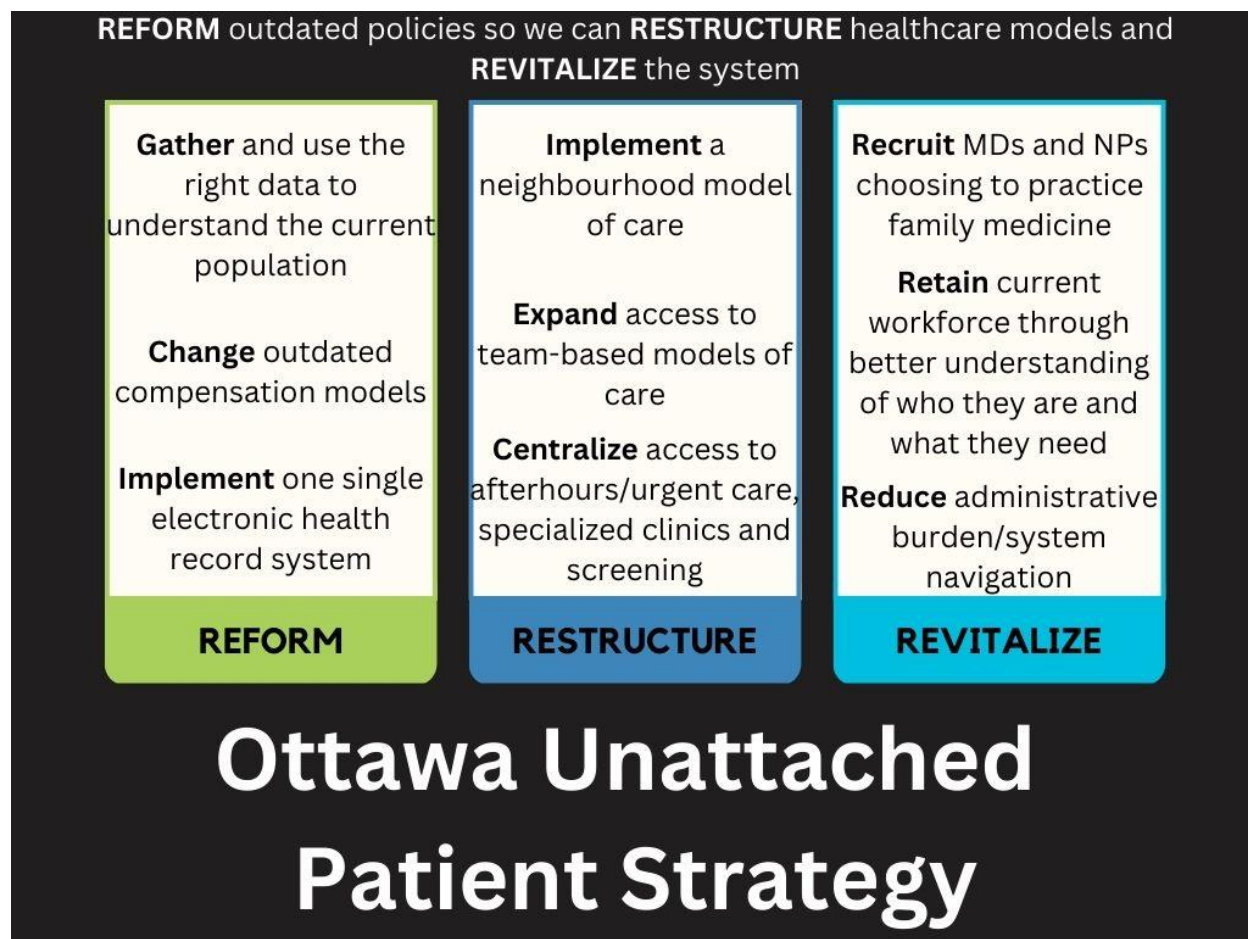 REFORM outdated policies so we can RESTRUCTURE healthcare models and
REVITALIZE the system
Gather and use the
right data to
understand the current
population
Change outdated
compensation models
Implement one single
electronic health
record system
REFORM
Implement a
neighbourhood model
of care
Expand access to
team-based models of
care
Centralize access to
afterhours/urgent care,
specialized clinics and
screening
RESTRUCTURE
Recruit MDs and NPs
choosing to practice
family medicine
Retain current
workforce through
better understanding
of who they are and
what they need
Reduce administrative
burden/system
navigation
REVITALIZE
Ottawa Unattached
Patient Strategy